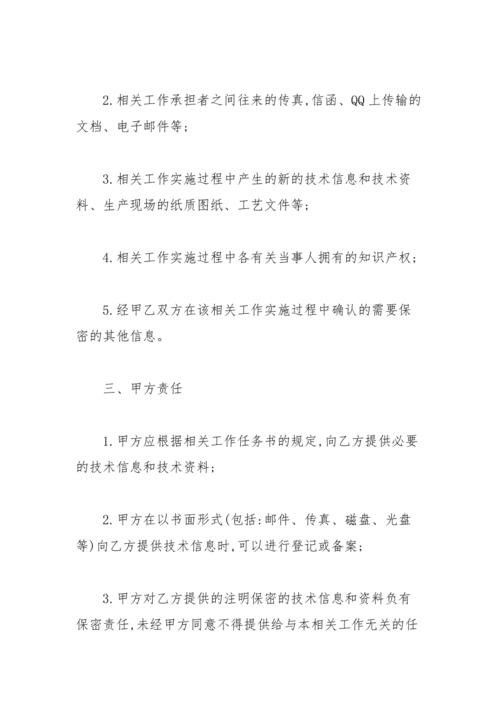 2.相关工作承担者之间往来的传真,信函、QQ上传输的
文档、电子邮件等;
3.相关工作实施过程中产生的新的技术信息和技术资
料、生产现场的纸质图纸、工艺文件等;
4.相关工作实施过程中各有关当事人拥有的知识产权;
5.经甲乙双方在该相关工作实施过程中确认的需要保
密的其他信息。
三、甲方责任
1.甲方应根据相关工作任务书的规定,向乙方提供必要
的技术信息和技术资料;
2.甲方在以书面形式(包括:邮件、传真、磁盘、光盘
等)向乙方提供技术信息时,可以进行登记或备案;
3.甲方对乙方提供的注明保密的技术信息和资料负有
保密责任,未经甲方同意不得提供给与本相关工作无关的任